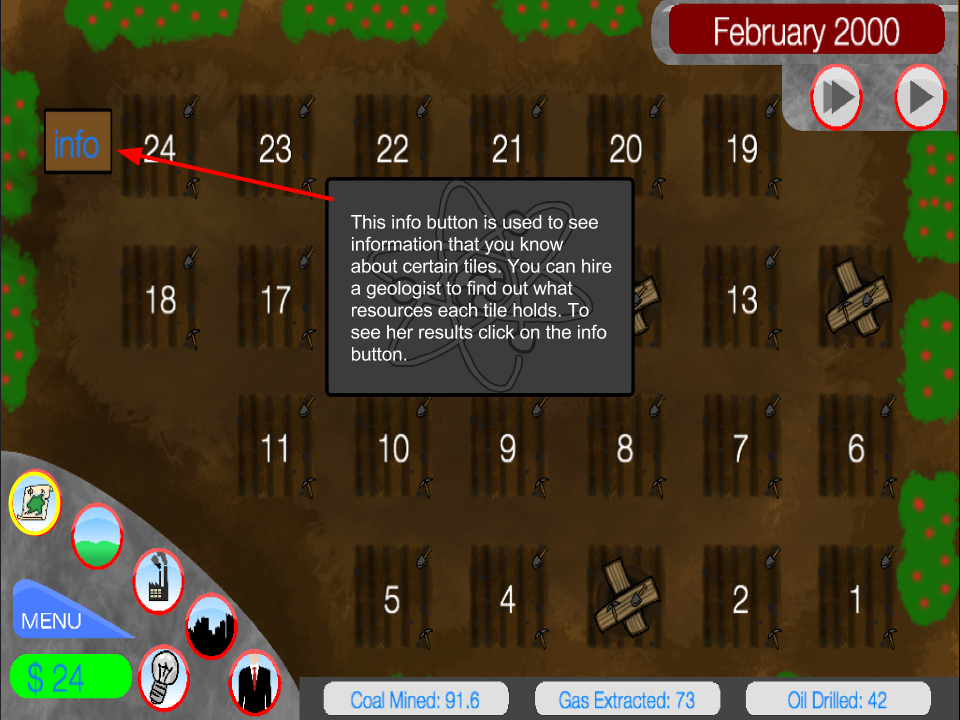 February 2000
info
24
23
22
21
20
19
This info button is used to see
information that you know
about certain tiles. You can hire
a geologist to find out what
resources each tile holds. To
see her results click on the info
button.
18
17
13
11
10
9
8
7
6
5
4
2
1
MENU
$ 24
Coal Mined: 91.6
Gas Extracted: 73
Oil Drilled: 42